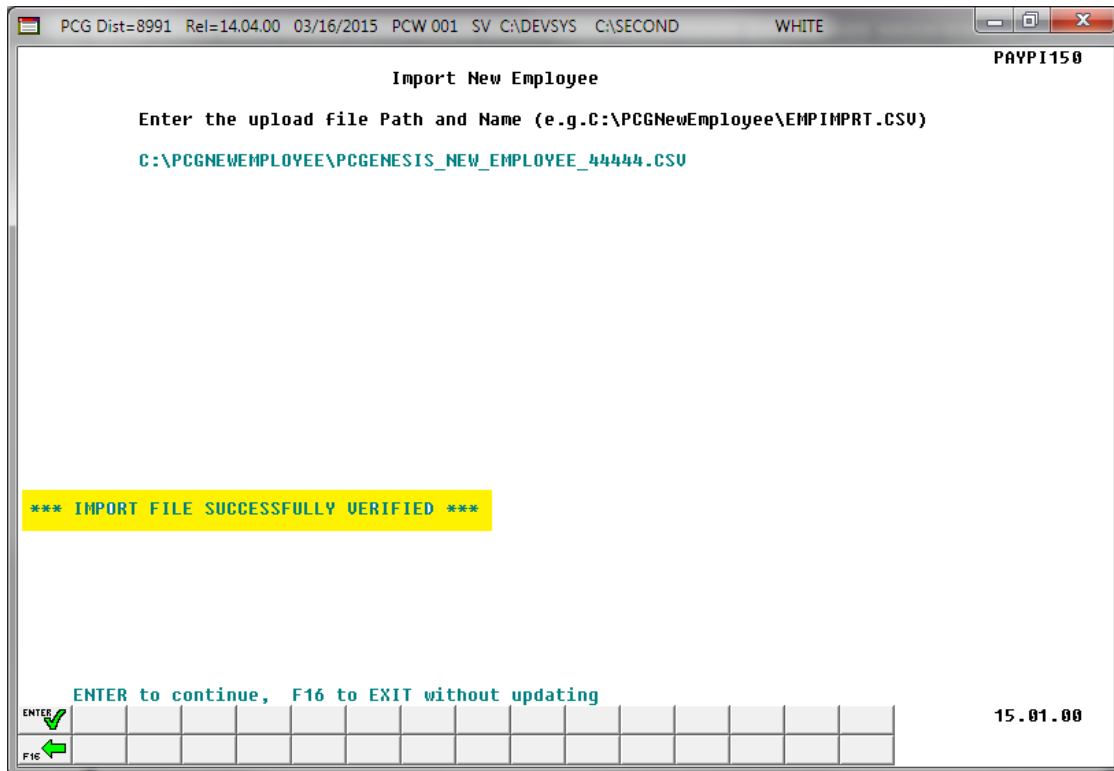 PCG Dist=8991 Rel=14.04.00 03/16/2015 PCW 001 SV C:\DEVSYS C:\SECOND WHITE
PAYPI150
Import New Employee
Enter the upload file Path and Name (e.g.C:\PCGNewEmployee\EMPIMPRT.CSV)
C:\PCGNEWEMPLOYEE\PCGENESIS_NEW_EMPLOYEE_44444.CSV
*** IMPORT FILE SUCCESSFULLY VERIFIED ***
ENTER to continue, F16 to EXIT without updating
ENTER
15.01.00
F16